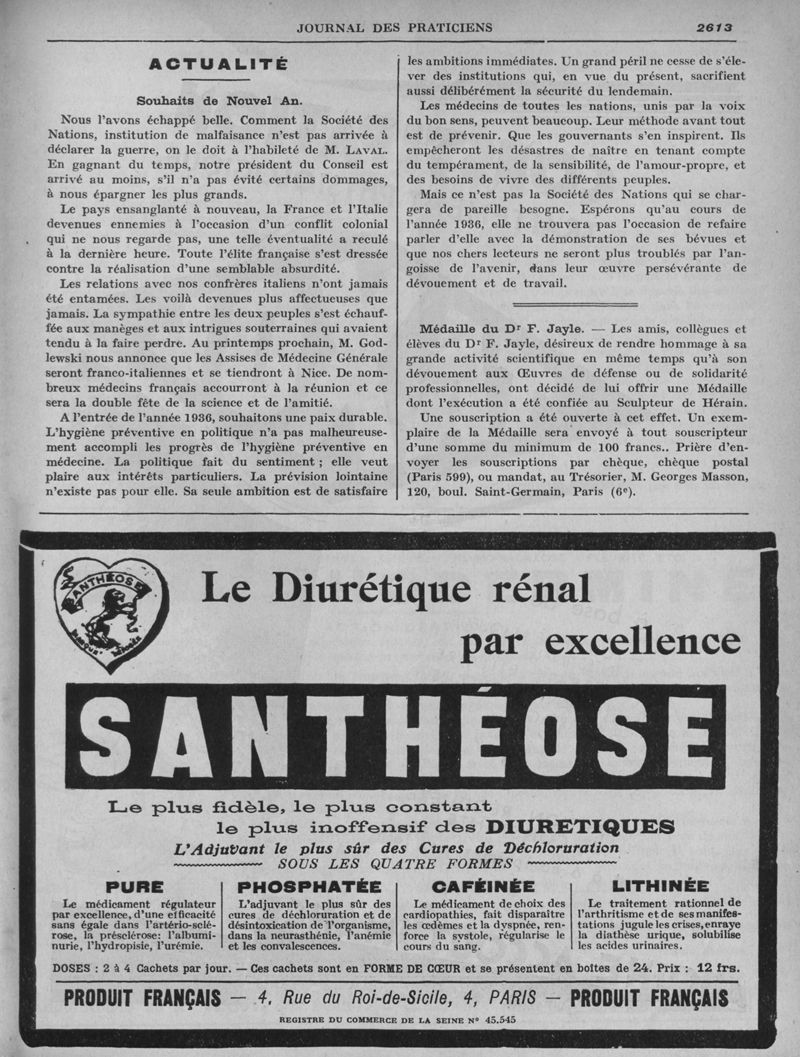 JOURNAL DES PRATICIENS
2613
ACTUALITÉ
Souhaits de Nouvel An.
Nous l'avons échappé belle. Comment la Société des
Nations, institution de malfaisance n'est pas arrivée à
déclarer la guerre, on le doit à l'habileté de M. LAVAL.
En gagnant du temps, notre président du Conseil est
arrivé au moins, s'il n'a pas évité certains dommages,
à nous épargner les plus grands.
Le pays ensanglanté à nouveau, la France et l'Italie
devenues ennemies à l'occasion d'un conflit colonial
qui ne nous regarde pas, une telle éventualité a reculé
à la dernière heure. Toute l'élite française s'est dressée
contre la réalisation d'une semblable absurdité.
Les relations avec nos confrères italiens n'ont jamais
été entamées. Les voilà devenues plus affectueuses que
jamais. La sympathie entre les deux peuples s'est échauf-
fée aux manèges et aux intrigues souterraines qui avaient
tendu à la faire perdre. Au printemps prochain, M. God-
lewski nous annonce que les Assises de Médecine Générale
seront franco-italiennes et se tiendront à Nice. De nom-
breux médecins français accourront à la réunion et ce
sera la double fête de la science et de l'amitié.
A l'entrée de l'année 1936, souhaitons une paix durable.
L'hygiène préventive en politique n'a pas malheureuse-
ment accompli les progrès de l'hygiène préventive en
médecine. La politique fait du sentiment ; elle veut
plaire aux intérêts particuliers. La prévision lointaine
n'existe pas pour elle. Sa seule ambition est de satisfaire
les ambitions immédiates. Un grand péril ne cesse de s'éle-
ver des institutions qui, en vue du présent, sacrifient
aussi délibérément la sécurité du lendemain.
Les médecins de toutes les nations, unis par la voix
du bon sens, peuvent beaucoup. Leur méthode avant tout
est de prévenir. Que les gouvernants s'en inspirent. Ils
empêcheront les désastres de naître en tenant compte
du tempérament, de la sensibilité, de l'amour-propre, et
des besoins de vivre des différents peuples.
Mais ce n'est pas la Société des Nations qui se char-
gera de pareille besogne. Espérons qu'au cours de
l'année 1936, elle ne trouvera pas l'occasion de refaire
parler d'elle avec la démonstration de ses bévues et
que nos chers lecteurs ne seront plus troublés par l'an-
goisse de l'avenir, dans leur œuvre persévérante de
dévouement et de travail.
Médaille du Dr F. Jayle. — Les amis, collègues et
élèves du Dr F. Jayle, désireux de rendre hommage à sa
grande activité scientifique en même temps qu'à son
dévouement aux Œuvres de défense ou de solidarité
professionnelles, ont décidé de lui offrir une Médaille
dont l'exécution a été confiée au Sculpteur de Hérain.
Une souscription a été ouverte à cet effet. Un exem-
plaire de la Médaille sera envoyé à tout souscripteur
d'une somme du minimum de 100 francs.. Prière d'en-
voyer les souscriptions par chèque, chèque postal
(Paris 599), ou mandat, au Trésorier, M. Georges Masson,
120, boul. Saint-Germain, Paris (6e).
SANTHÉOSE
MARQUE DÉPOSÉE
Le Diurétique rénal
par excellence
SANTHÉOSE
Le plus fidèle, le plus constant
le plus inoffensif des DIURETIQUES
L'Adjuvant le plus sûr des Cures de Déchloruration
SOUS LES QUATRE FORMES
PURE
Le médicament régulateur
par excellence, d'une efficacité
sans égale dans l'artério-sclé-
rose, la présclérose: l'albumi-
nurie, l'hydropisie, l'urémie.
PHOSPHATÉE
L'adjuvant le plus sûr des
cures de déchloruration et de
désintoxication de l'organisme,
dans la neurasthénie, l'anémie
et les convalescences.
CAFÉINÉE
Le médicament de choix des
cardiopathies, fait disparaître
les œdèmes et la dyspnée, ren-
force la systole, régularise le
cours du sang.
LITHINÉE
Le traitement rationnel de
l'arthritisme et de ses manifes-
tations jugule les crises, enraye
la diathèse urique, solubilise
les acides urinaires.
DOSES : 2 à 4 Cachets par jour. — Ces cachets sont en FORME DE CŒUR et se présentent en boîtes de 24. Prix : 12 frs.
PRODUIT FRANÇAIS — 4, Rue du Roi-de-Sicile, 4, PARIS — PRODUIT FRANÇAIS
REGISTRE DU COMMERCE DE LA SEINE No 45.545